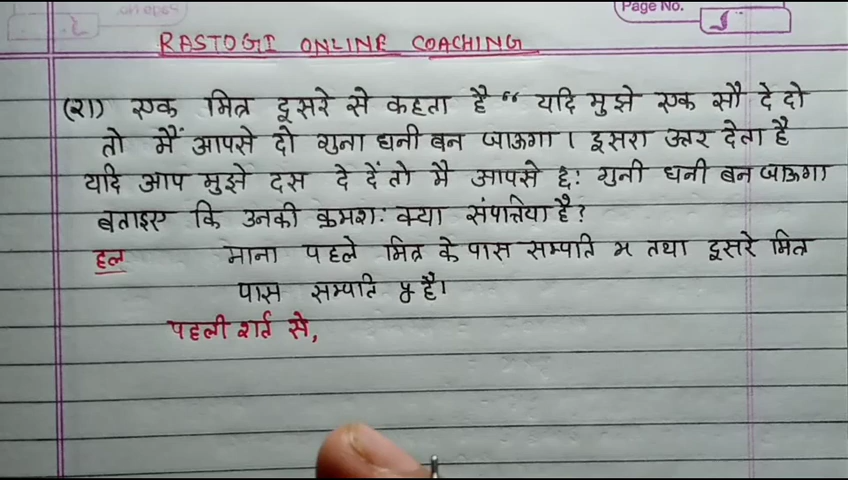 Page No.
RASTOGI ONLINE COACHING
(21) एक मित्र दूसरे से कहता है " यदि मुझे एक सौ दे दो
तो मैं आपसे दो गुना धनी बन जाऊगा । दूसरा उत्तर देता है
यदि आप मुझे दस दे दें तो मै आपसे छः गुनी धनी बन जाऊगा
बताइए कि उनकी क्रमशः क्या संपत्तिया है ?
हल माना पहले मित्र के पास सम्पति x तथा दूसरे मित्र
पास सम्पति y है।
पहली शर्त से,